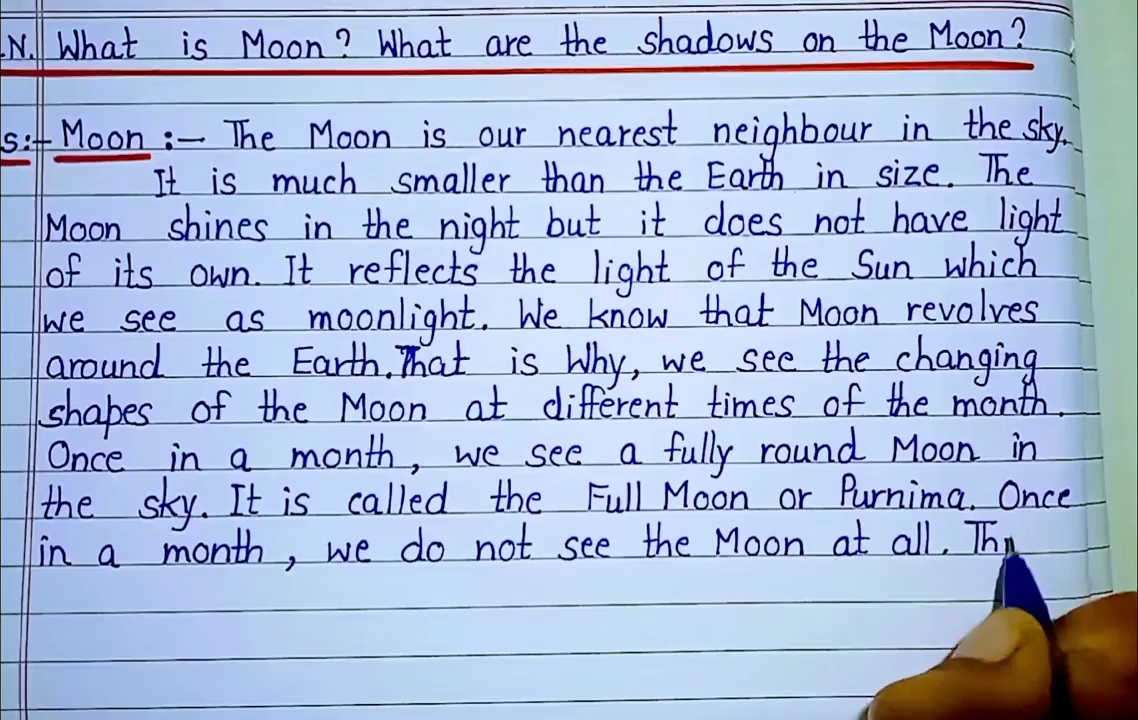 .N. What is Moon? What are the shadows on the Moon?
s:- Moon :- The Moon is our nearest neighbour in the sky.
It is much smaller than the Earth in size. The
Moon shines in the night but it does not have light
of its own. It reflects the light of the Sun which
we see as moonlight. We know that Moon revolves
around the Earth. That is Why, we see the changing
shapes of the Moon at different times of the month.
Once in a month, we see a fully round Moon in
the sky. It is called the Full Moon or Purnima. Once
in a month, we do not see the Moon at all.